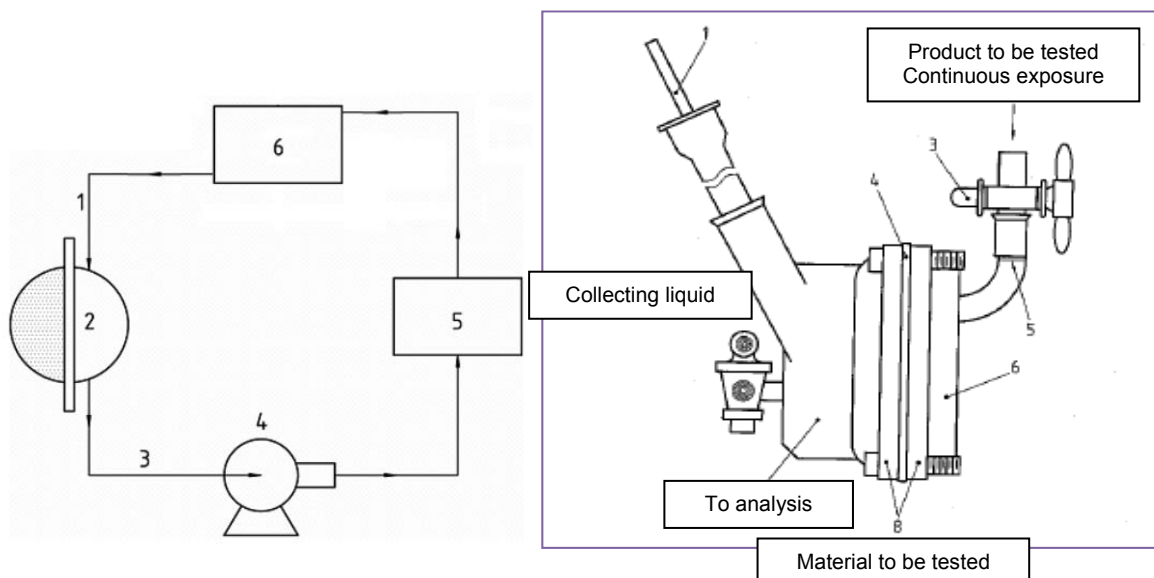 6
1
2
5
4
3
1
Product to be tested
Continuous exposure
3
4
Collecting liquid
5
6
To analysis
8
Material to be tested